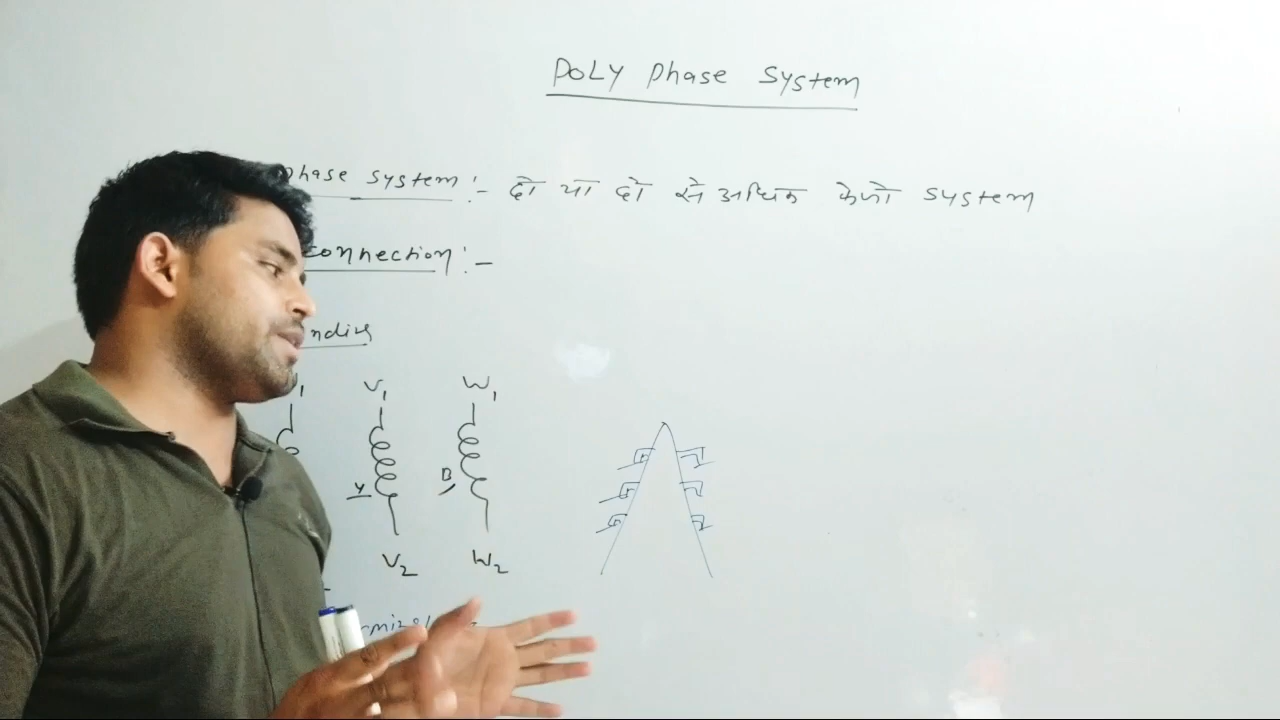 POLY Phase System
Phase system :- दो या दो से अधिक फेजो system
connection :-
V1 W1
Y B
V2 W2